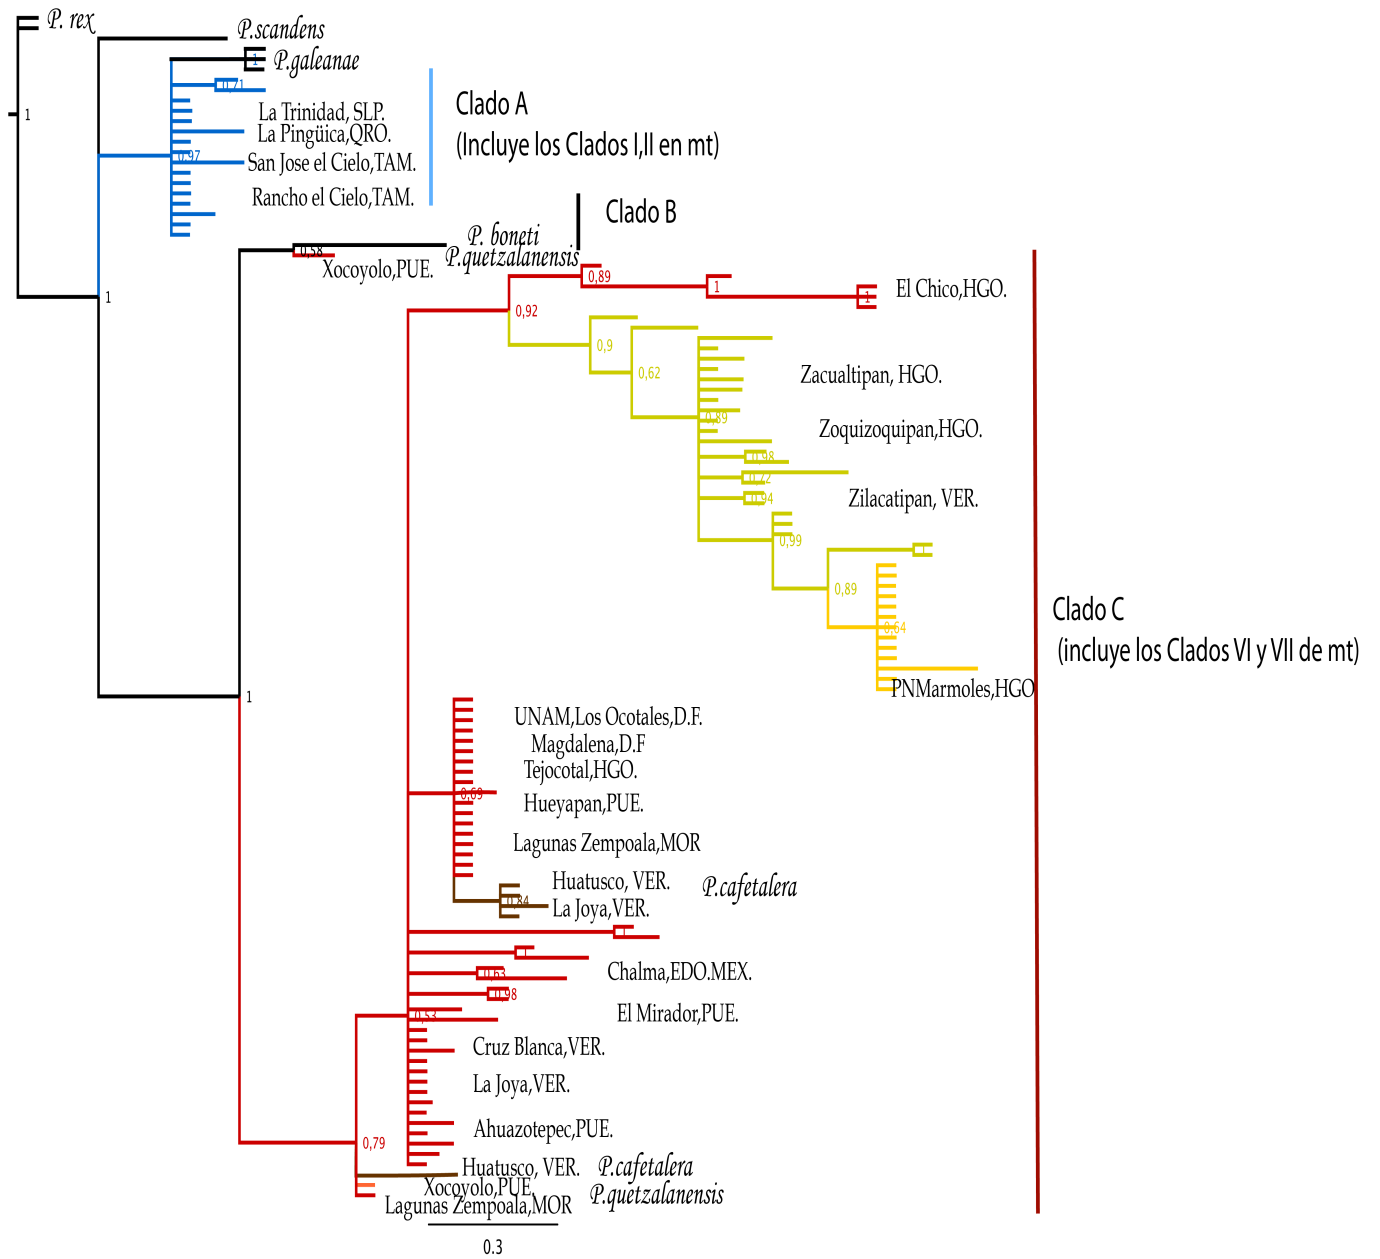 P. rex
P.scandens
1
P.galeanae
0,71
Clado A
(Incluye los Clados I,II en mt)
La Trinidad, SLP.
1
La Pingüica,QRO.
0,97
San Jose el Cielo,TAM.
Rancho el Cielo,TAM.
Clado B
P. boneti
0,58
P.quetzalanensis
Xocoyolo,PUE.
0,89
1
El Chico,HGO.
1
1
0,92
0,9
0,62
Zacualtipan, HGO.
0,89
Zoquizoquipan,HGO.
0,98
0,72
0,94
Zilacatipan, VER.
0,99
1
0,89
Clado C
(incluye los Clados VI y VII de mt)
0,64
PNMarmoles,HGO
1
UNAM,Los Ocotales,D.F.
Magdalena,D.F
Tejocotal,HGO.
0,69
Hueyapan,PUE.
Lagunas Zempoala,MOR
Huatusco, VER.
P.cafetalera
0,84
La Joya,VER.
1
1
0,63
Chalma,EDO.MEX.
0,98
0,53
El Mirador,PUE.
Cruz Blanca,VER.
La Joya,VER.
Ahuazotepec,PUE.
0,79
Huatusco, VER.
P.cafetalera
Xocoyolo,PUE.
P.quetzalanensis
Lagunas Zempoala,MOR
0.3